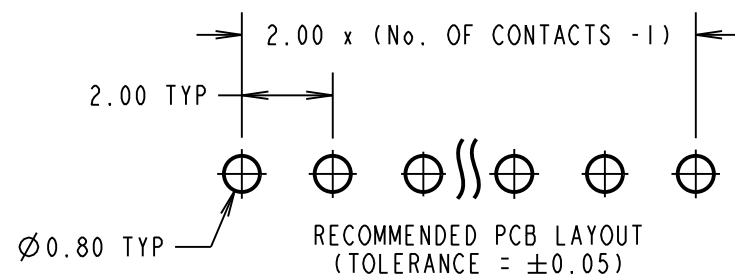 2.00 x (No. OF CONTACTS -1)
2.00 TYP
Ø0.80 TYP
RECOMMENDED PCB LAYOUT
(TOLERANCE = ±0.05)